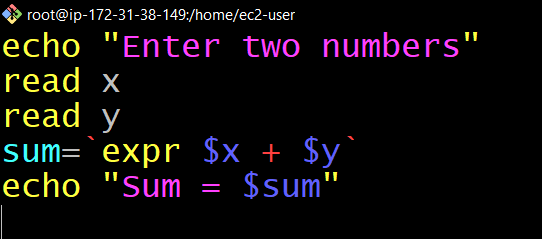 root@ip-172-31-38-149:/home/ec2-user
echo "Enter two numbers"
read x
read y
sum=`expr $x + $y`
echo "Sum = $sum"